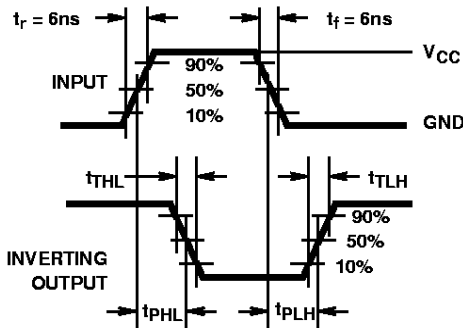 tr = 6ns
tf = 6ns
VCC
INPUT
90%
50%
10%
GND
tTHL
tTLH
90%
50%
10%
INVERTING
OUTPUT
tPHL
tPLH